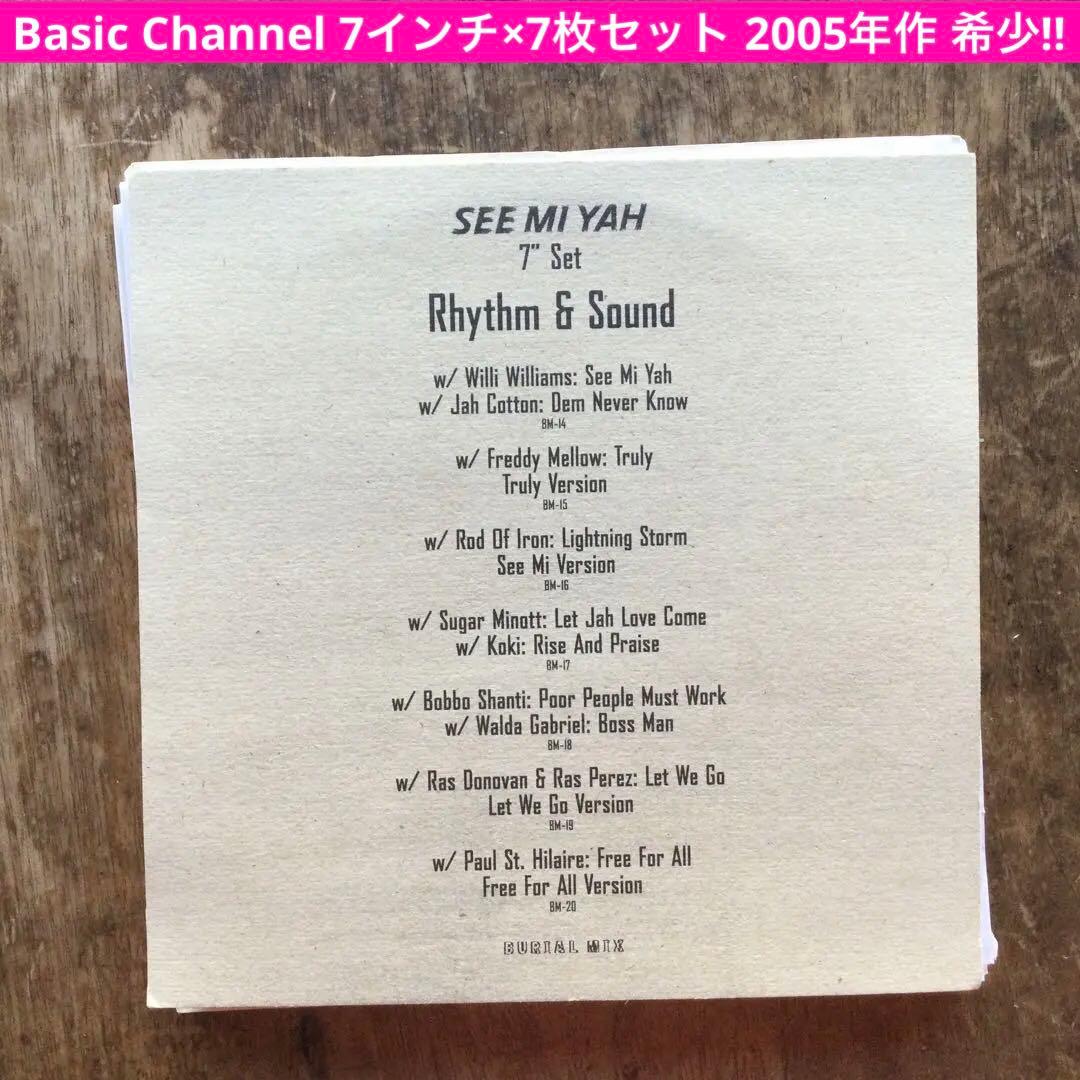 Basic Channel 7インチ×7枚セット 2005年作 希少!!
SEE MI YAH
7" Set
Rhythm & Sound
w/ Willi Williams: See Mi Yah
w/ Jah Cotton: Dem Never Know
BM-14
w/ Freddy Mellow: Truly
Truly Version
BM-15
w/ Rod Of Iron: Lightning Storm
See Mi Version
BM-16
w/ Sugar Minott: Let Jah Love Come
w/ Koki: Rise And Praise
BM-17
w/ Bobbo Shanti: Poor People Must Work
w/ Walda Gabriel: Boss Man
BM-18
w/ Ras Donovan & Ras Perez: Let We Go
Let We Go Version
BM-19
w/ Paul St. Hilaire: Free For All
Free For All Version
BM-20
BURIAL MIX